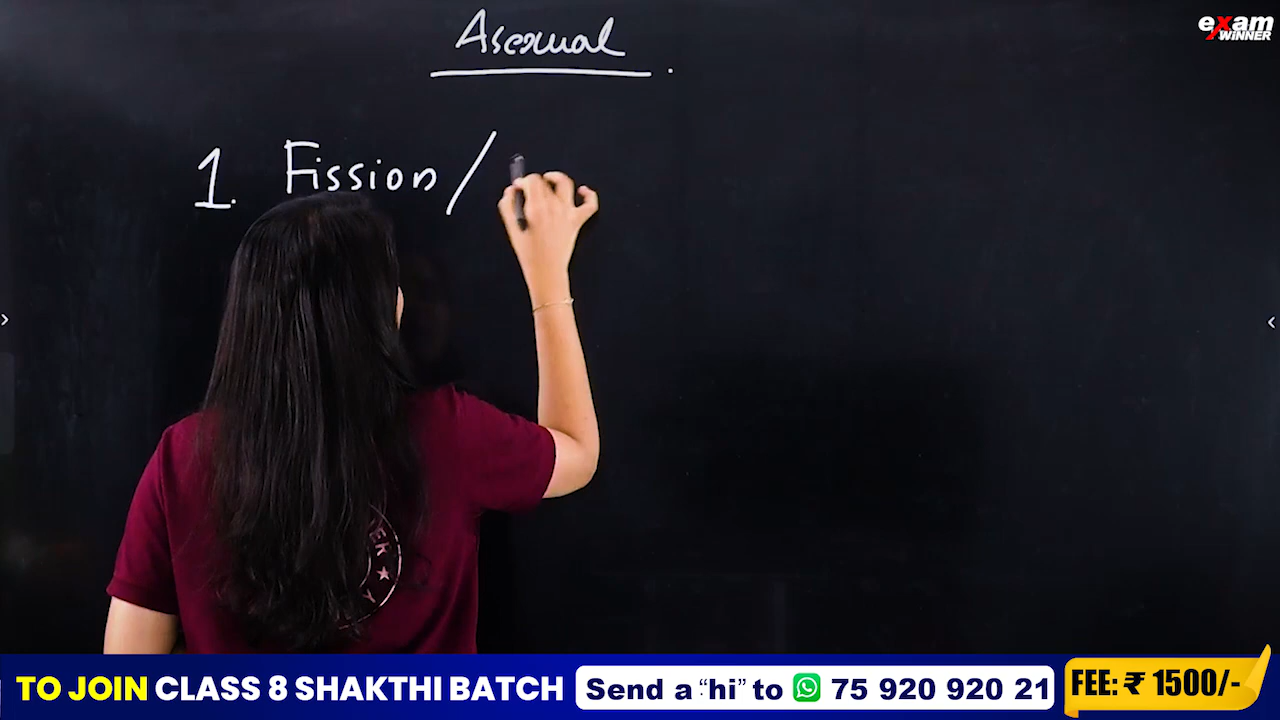 Asexual
exam
WINNER
1. Fission /
ER ★
Y
TO JOIN CLASS 8 SHAKTHI BATCH Send a “hi” to 75 920 920 21 FEE: ₹ 1500/-